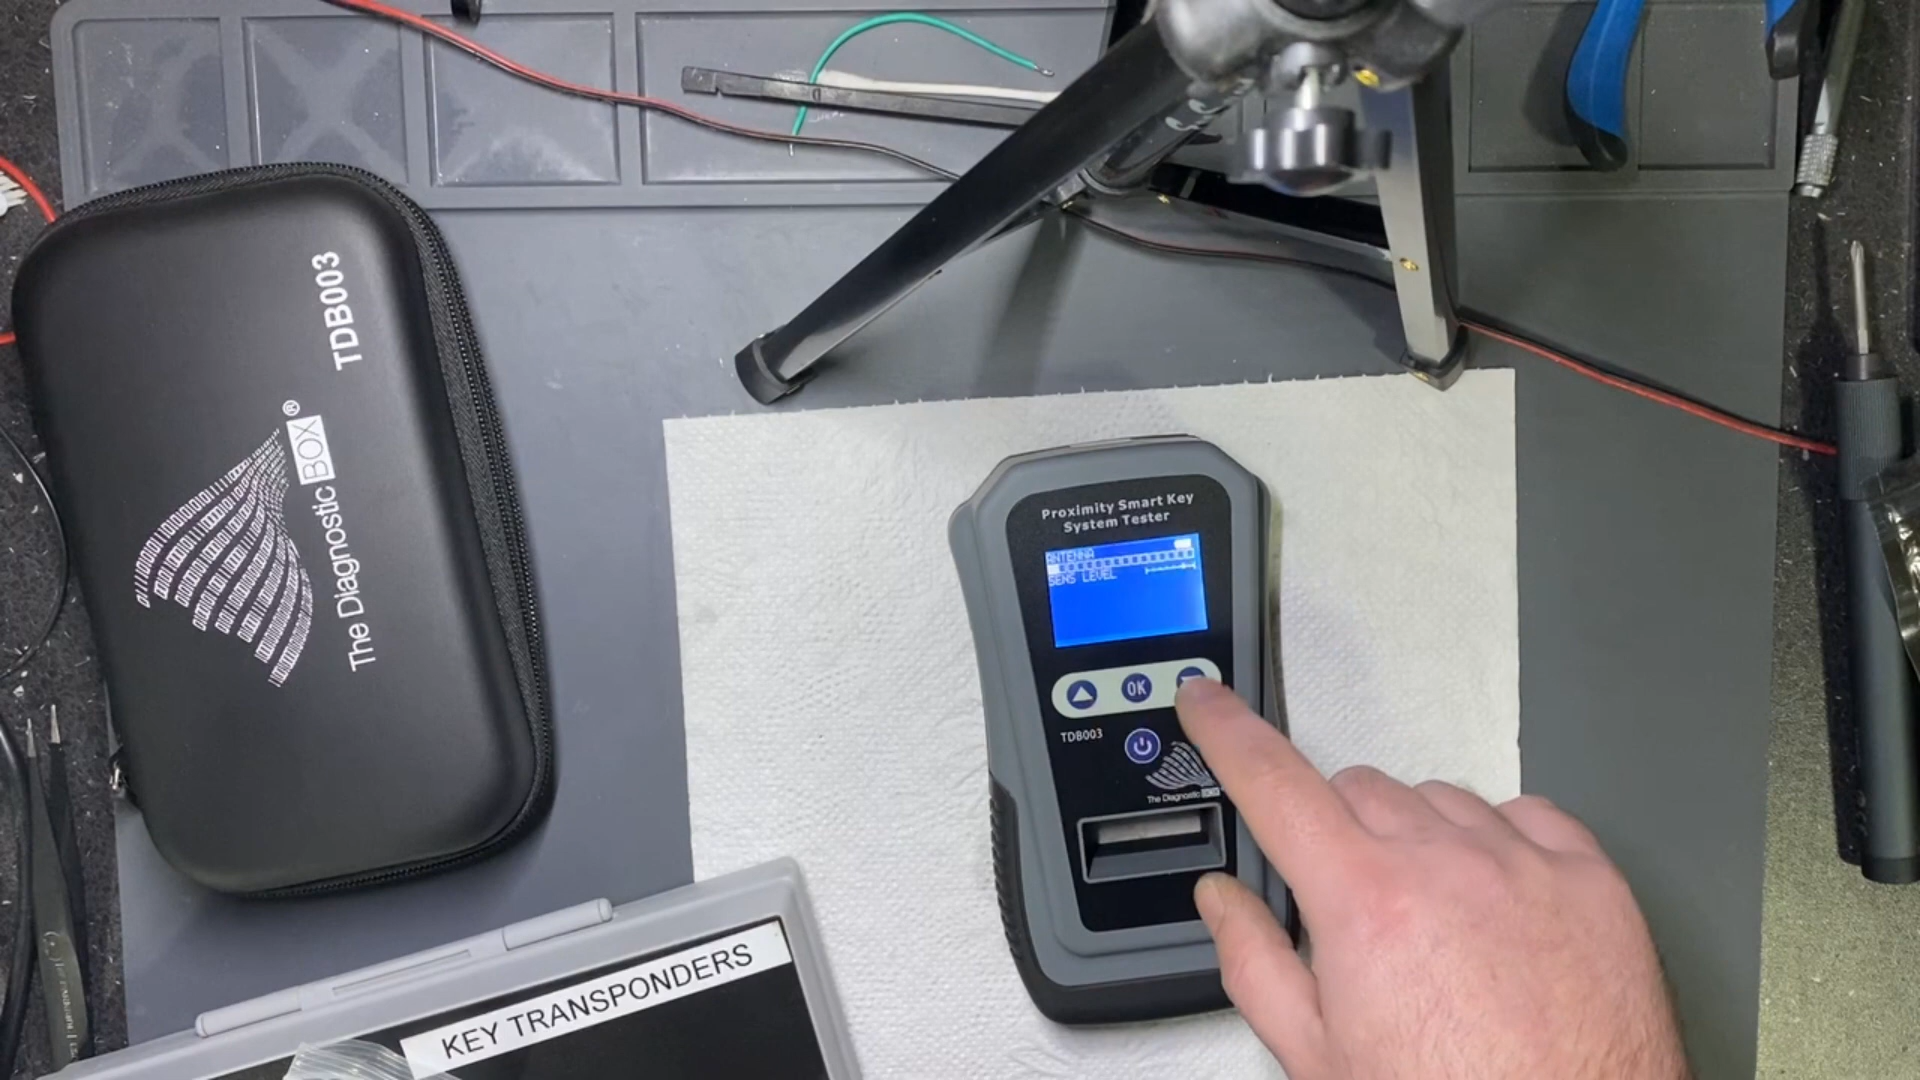 TDB003
The Diagnostic BOX®
Proximity Smart Key
System Tester
ANTENNA
SENS LEVEL
OK
TDB003
The Diagnostic BOX
KEY TRANSPONDERS